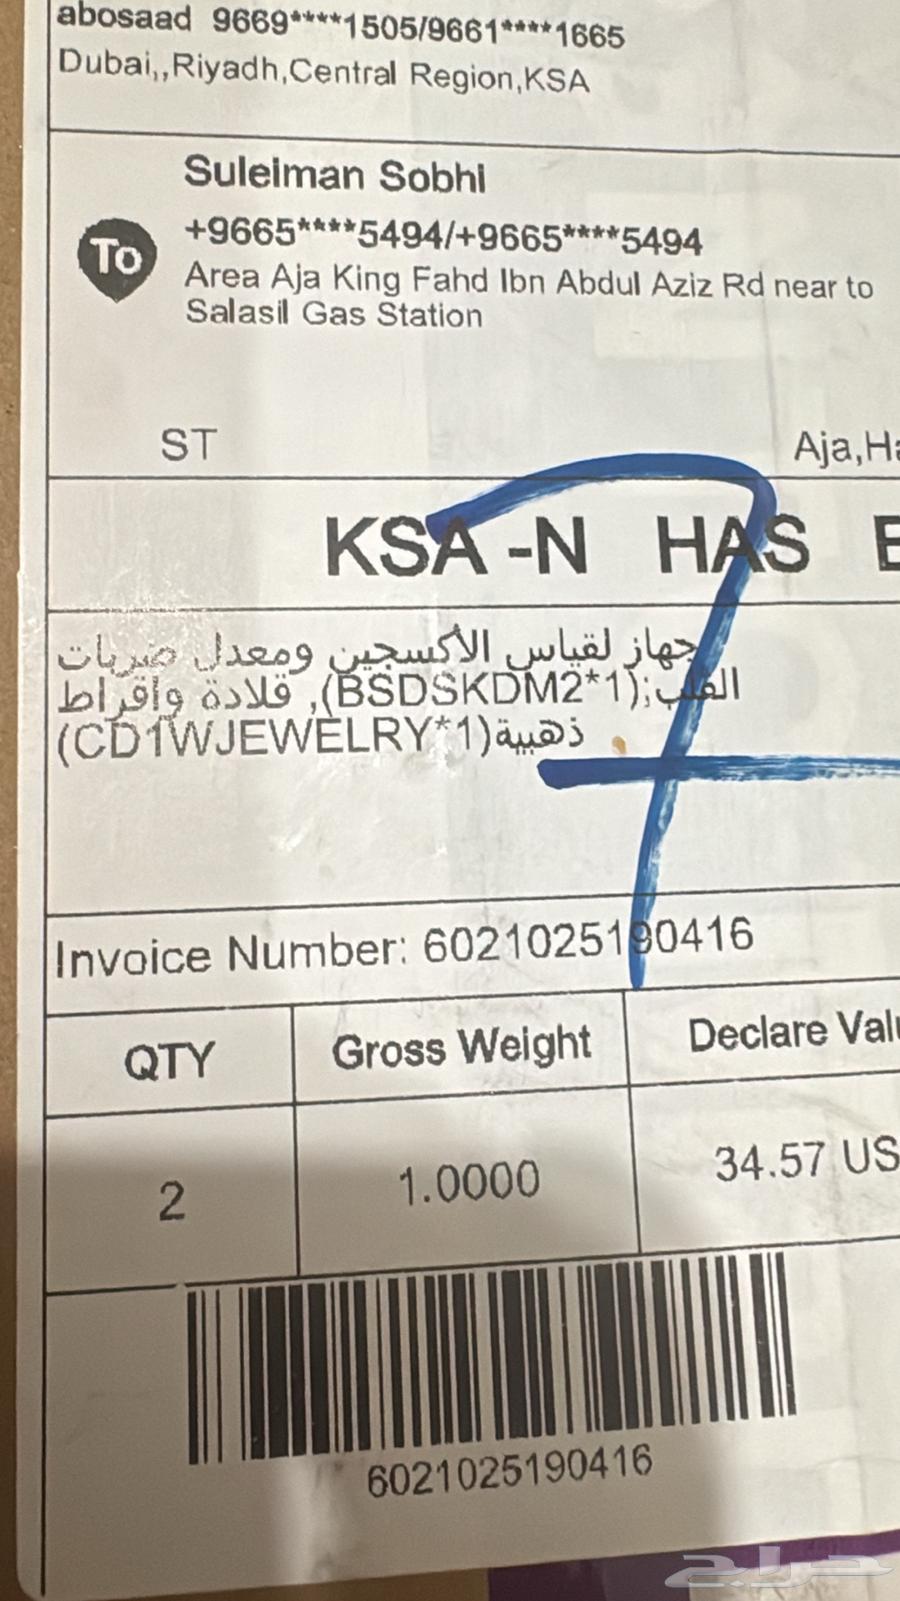 abosaad 9669****1505/9661****1665
Dubai,,Riyadh,Central Region,KSA
Suleiman Sobhi
To
+9665****5494/+9665****5494
Area Aja King Fahd Ibn Abdul Aziz Rd near to
Salasil Gas Station
ST Aja,Ha
KSA -N HAS E
7
جهاز لقياس الأكسجين ومعدل ضربات
القلب;(BSDSKDM2*1), قلادة واقراط
ذهبية(CD1WJEWELRY*1)
Invoice Number: 6021025190416
QTY Gross Weight Declare Valu
2 1.0000 34.57 US
6021025190416
حراج